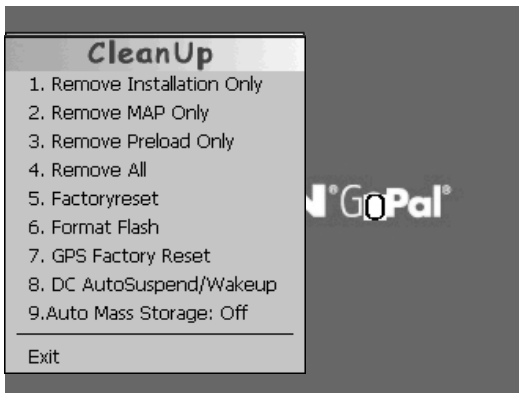 CleanUp
1. Remove Installation Only
2. Remove MAP Only
3. Remove Preload Only
4. Remove All
5. Factoryreset
6. Format Flash
7. GPS Factory Reset
8. DC AutoSuspend/Wakeup
9.Auto Mass Storage: Off
Exit
N® GoPal®